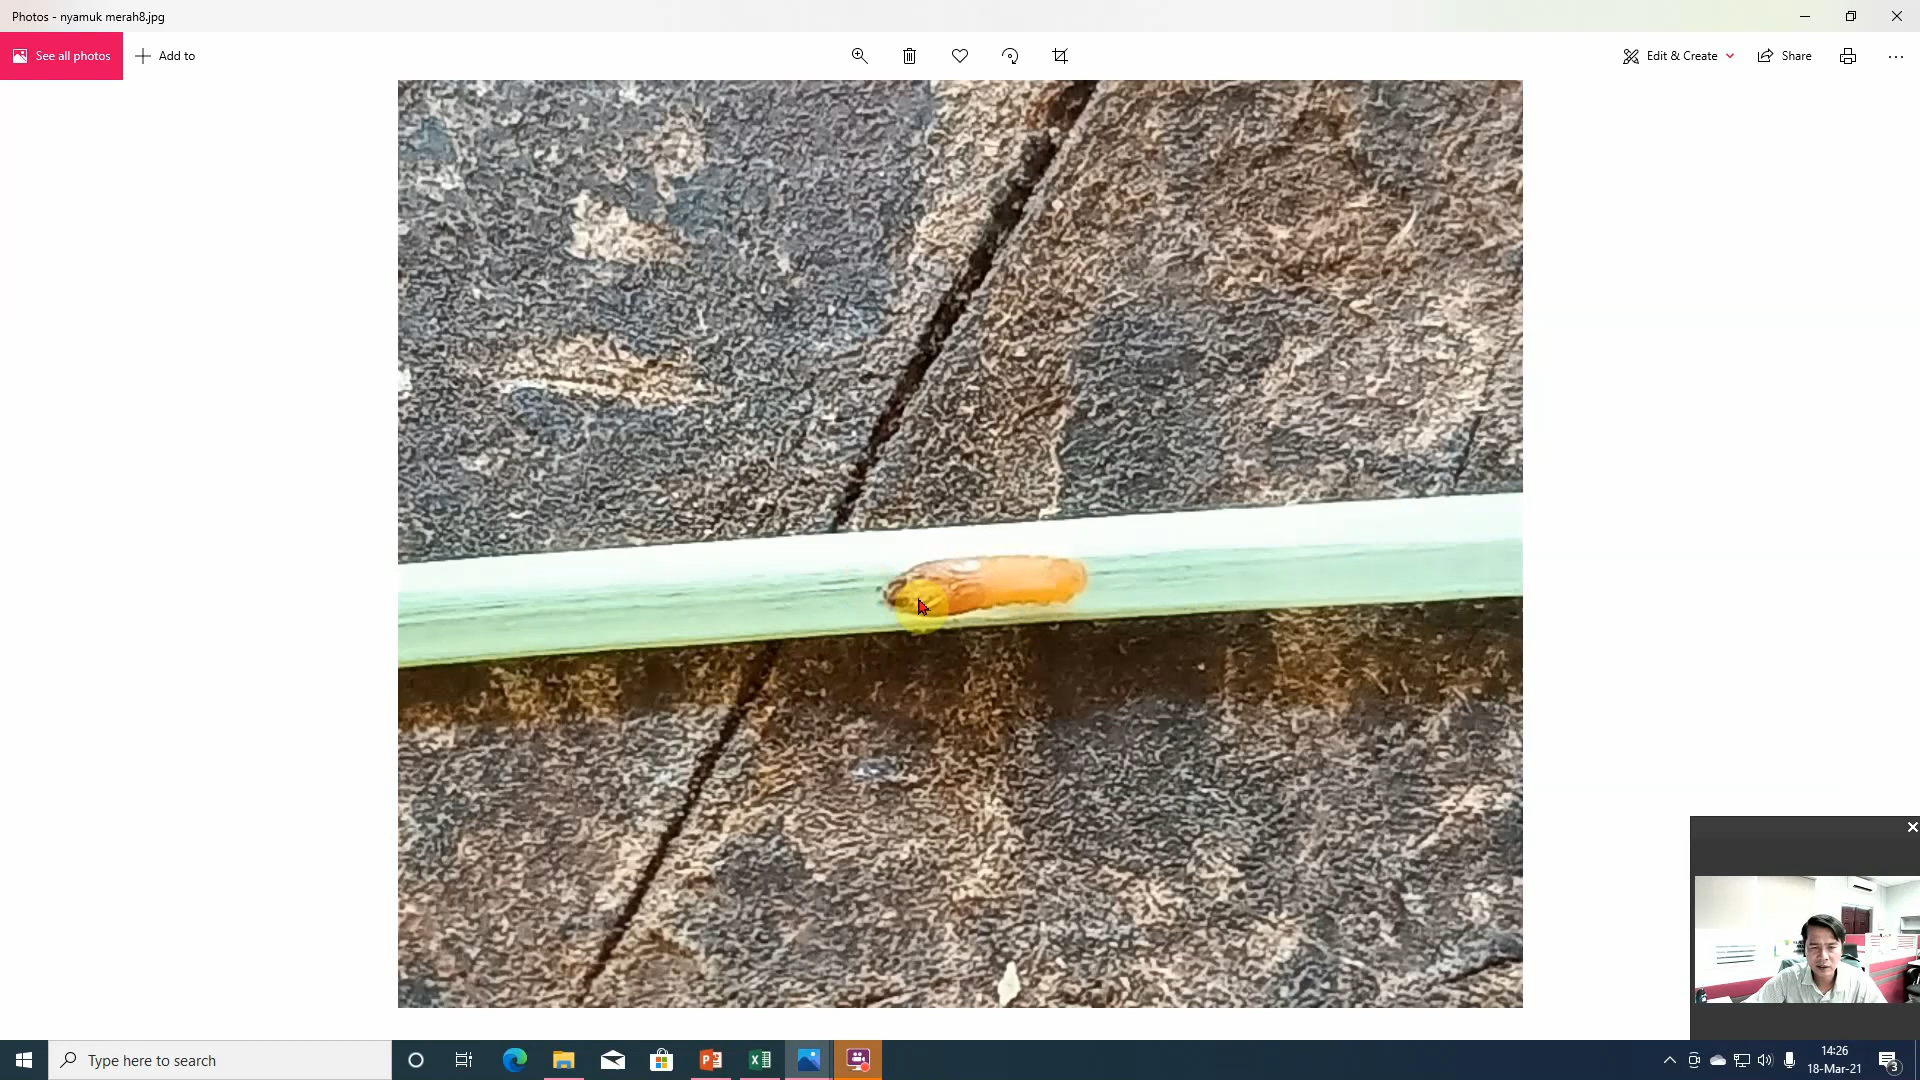 Photos - nyamuk merah8.jpg
See all photos
Add to
Edit & Create
Share
Type here to search
14:26
18-Mar-21
3